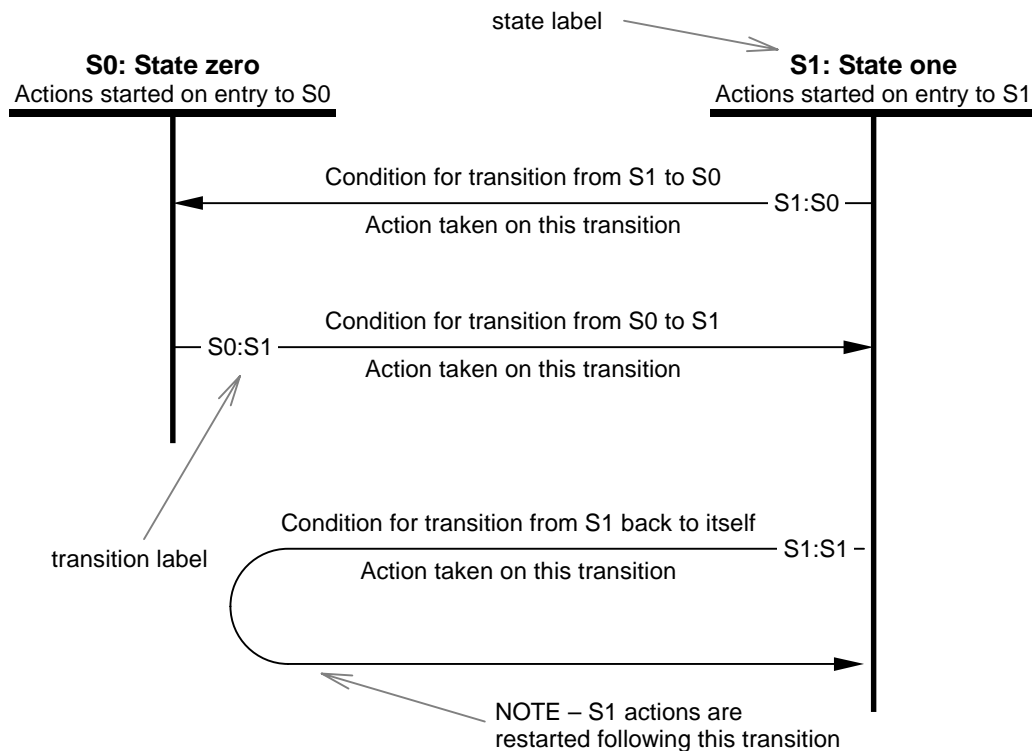 state label
S0: State zero
Actions started on entry to S0
S1: State one
Actions started on entry to S1
Condition for transition from S1 to S0
S1:S0
Action taken on this transition
Condition for transition from S0 to S1
S0:S1
Action taken on this transition
Condition for transition from S1 back to itself
S1:S1
transition label
Action taken on this transition
NOTE – S1 actions are
restarted following this transition